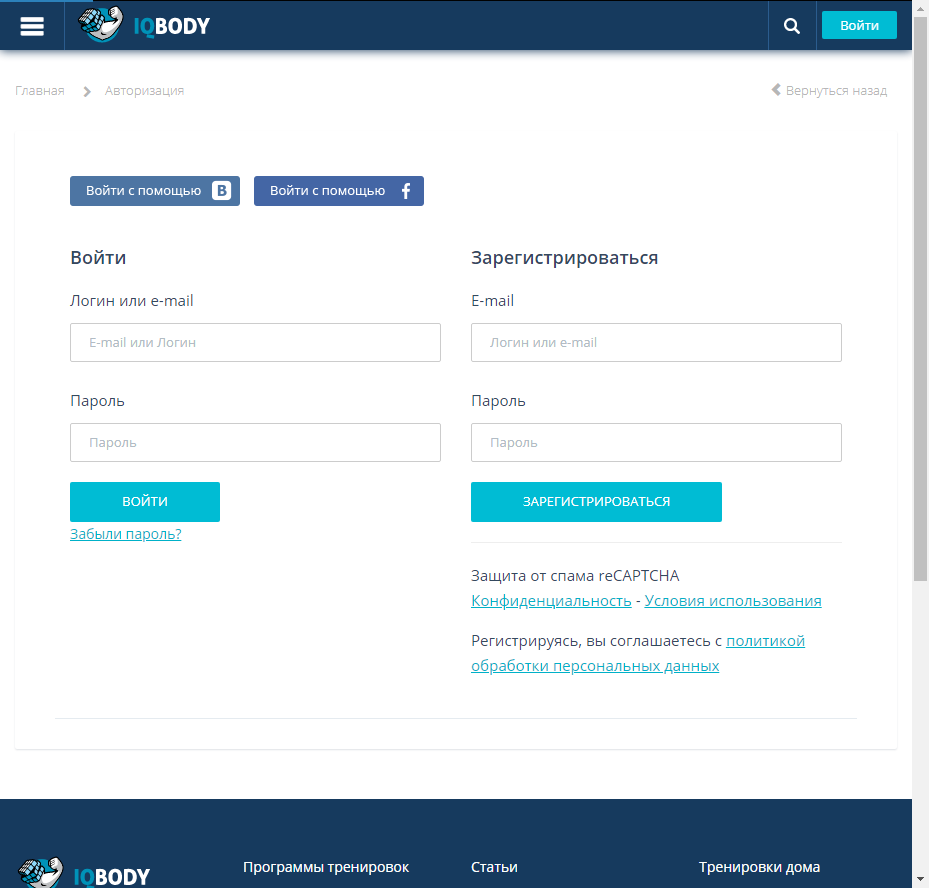 IQBODY
Войти
Главная
Авторизация
Вернуться назад
Войти с помощью B
Войти с помощью f
Войти
Зарегистрироваться
Логин или e-mail
E-mail
E-mail или Логин
Логин или e-mail
Пароль
Пароль
Пароль
Пароль
ВОЙТИ
ЗАРЕГИСТРИРОВАТЬСЯ
Забыли пароль?
Защита от спама reCAPTCHA
Конфиденциальность - Условия использования
Регистрируясь, вы соглашаетесь с политикой
обработки персональных данных
IQBODY
Программы тренировок
Статьи
Тренировки дома